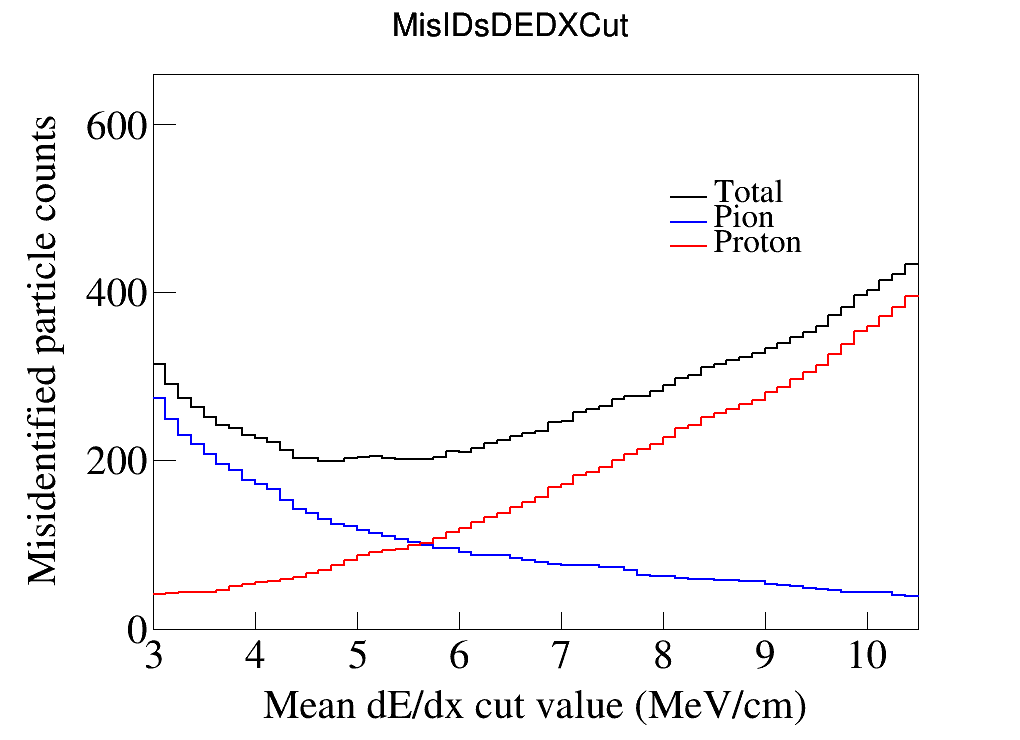 MisIDsDEDXCut
Misidentified particle counts
600
400
200
0
Total
Pion
Proton
3 4 5 6 7 8 9 10
Mean dE/dx cut value (MeV/cm)